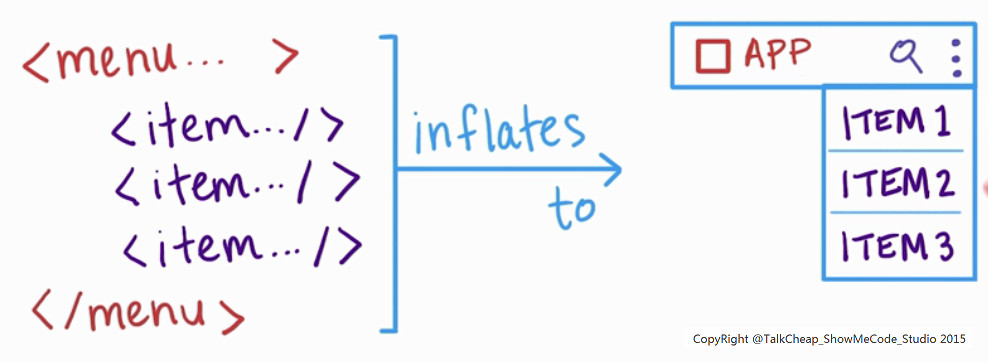 <menu... >
<item.../>
<item.../>
<item.../>
</menu>
inflates
to
APP
ITEM 1
ITEM 2
ITEM 3
CopyRight @TalkCheap_ShowMeCode_Studio 2015